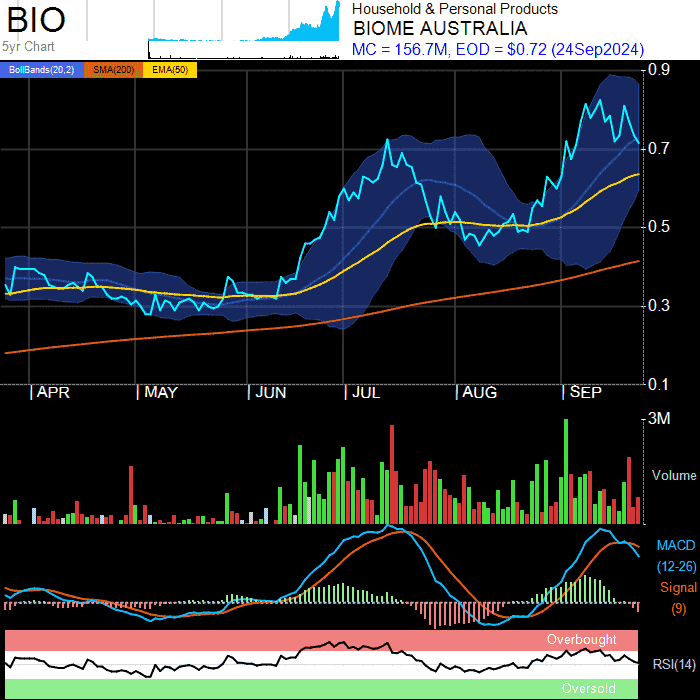 BIO
5yr Chart
Household & Personal Products
BIOME AUSTRALIA
MC = 156.7M, EOD = $0.72 (24Sep2024)
BollBands(20,2) SMA(200) EMA(50)
0.9
0.7
0.5
0.3
0.1
APR MAY JUN JUL AUG SEP
3M
Volume
MACD
(12-26)
Signal
(9)
Overbought
RSI(14)
Oversold